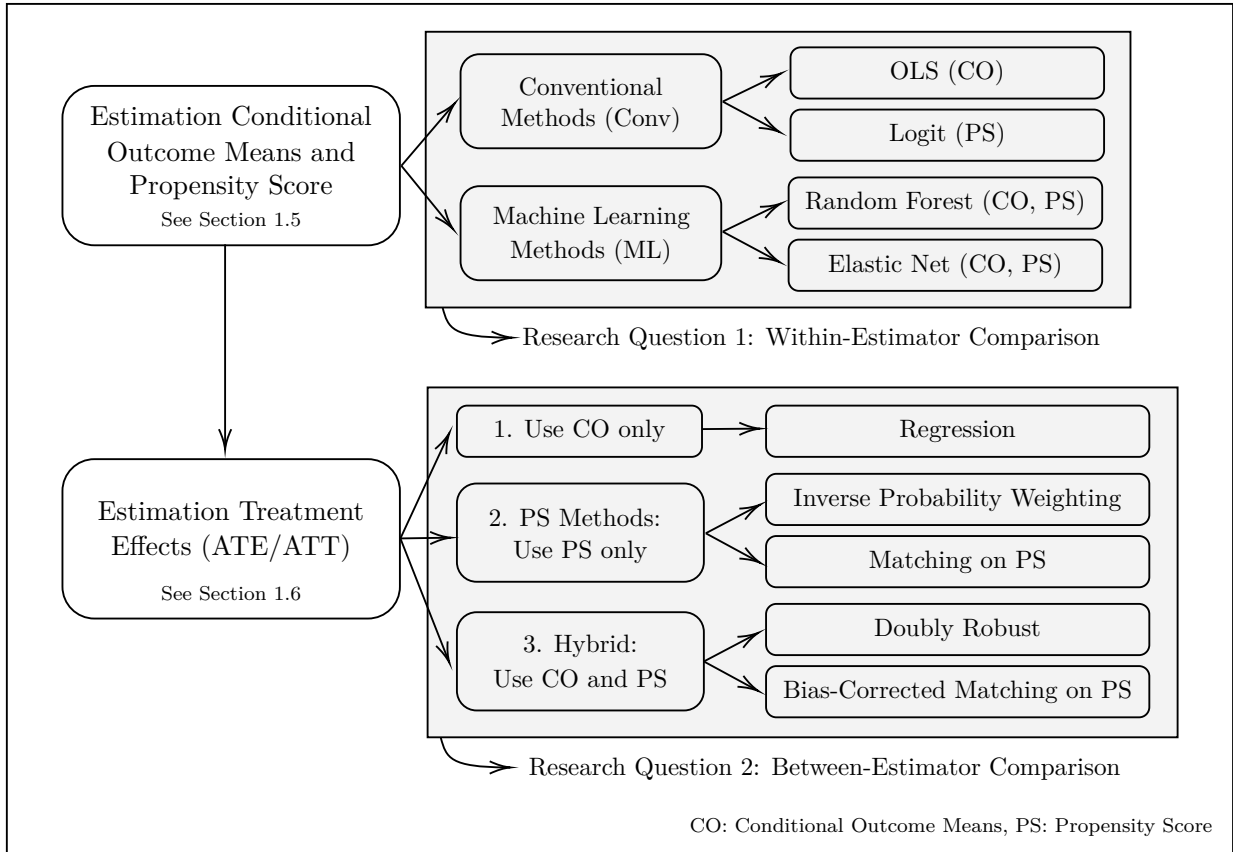 Estimation Conditional
Outcome Means and
Propensity Score
See Section 1.5
Conventional
Methods (Conv)
OLS (CO)
Logit (PS)
Machine Learning
Methods (ML)
Random Forest (CO, PS)
Elastic Net (CO, PS)
Research Question 1: Within-Estimator Comparison
Estimation Treatment
Effects (ATE/ATT)
See Section 1.6
1. Use CO only
Regression
2. PS Methods:
Use PS only
Inverse Probability Weighting
Matching on PS
3. Hybrid:
Use CO and PS
Doubly Robust
Bias-Corrected Matching on PS
Research Question 2: Between-Estimator Comparison
CO: Conditional Outcome Means, PS: Propensity Score